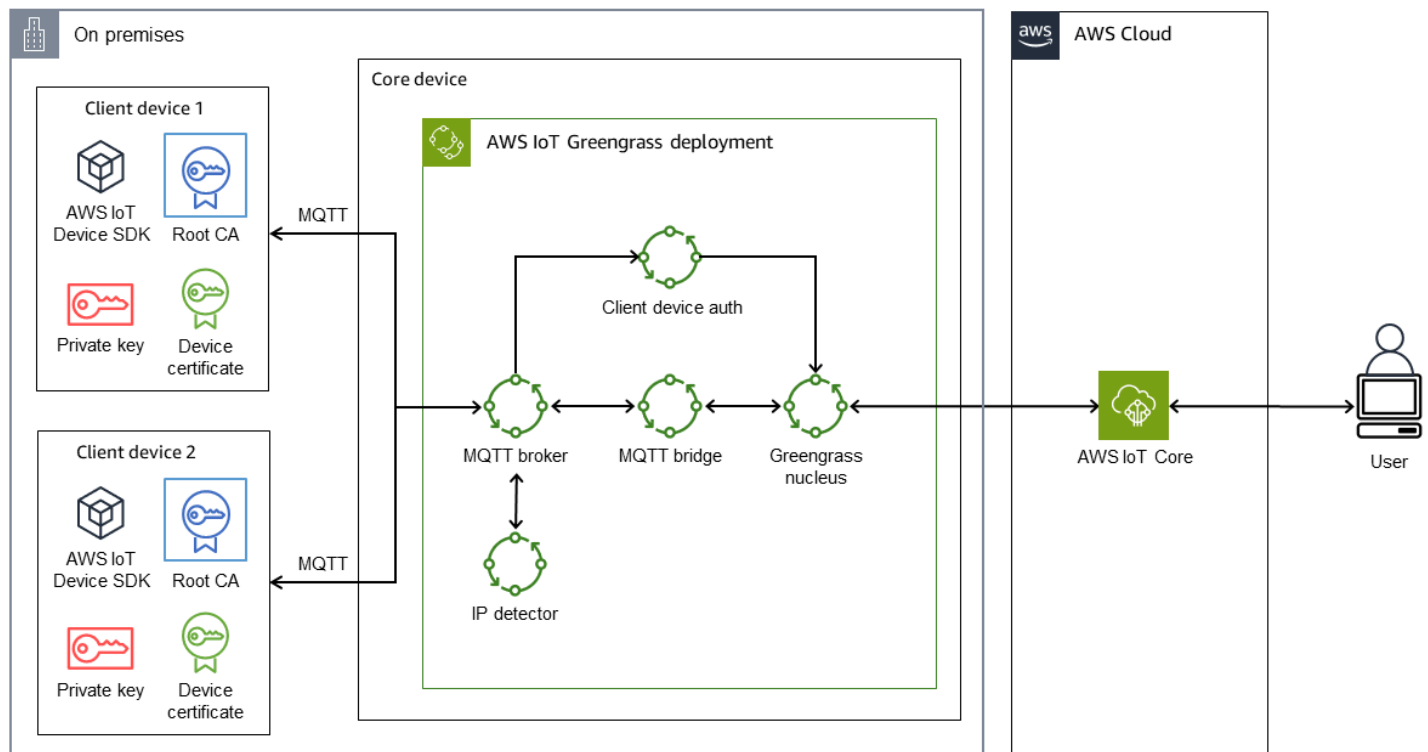 On premises
aws
AWS Cloud
Core device
Client device 1
AWS IoT
Device SDK
Root CA
Private key
Device
certificate
MQTT
AWS IoT Greengrass deployment
Client device auth
MQTT broker
MQTT bridge
Greengrass
nucleus
IP detector
AWS IoT Core
User
Client device 2
AWS IoT
Device SDK
Root CA
Private key
Device
certificate
MQTT